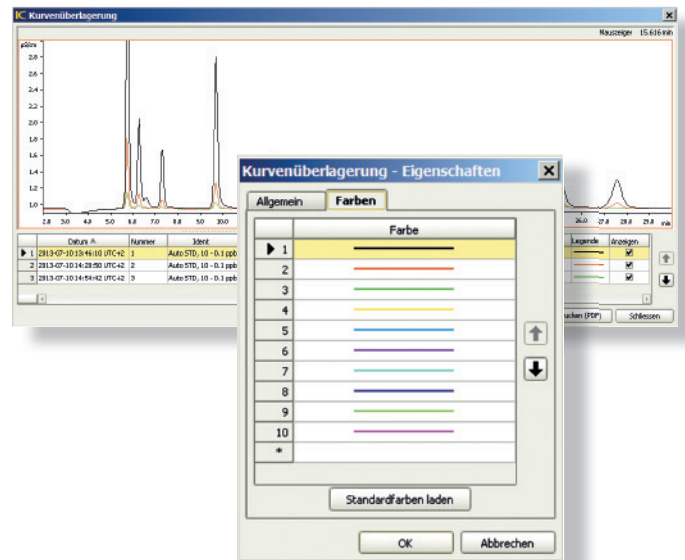 IC Kurvenüberlagerung
Mauszeiger 15.616 min
µS/cm
2.8
2.6
2.4
2.2
2.0
1.8
1.6
1.4
1.2
1.0
2.0 3.0 4.0 5.0 6.0 7.0 8.0 9.0 10.0
26.0 27.0 28.0 29.0 min
Datum Nummer Ident
Legende Anzeigen
1 2013-07-10 13:46:10 UTC+2 1 Auto STD, 10 - 0.1 ppb
2 2013-07-10 14:20:50 UTC+2 2 Auto STD, 10 - 0.1 ppb
3 2013-07-10 14:54:42 UTC+2 3 Auto STD, 10 - 0.1 ppb
ucken (PDF) Schliessen
Kurvenüberlagerung - Eigenschaften
Allgemein Farben
Farbe
1
2
3
4
5
6
7
8
9
10
*
Standardfarben laden
OK Abbrechen